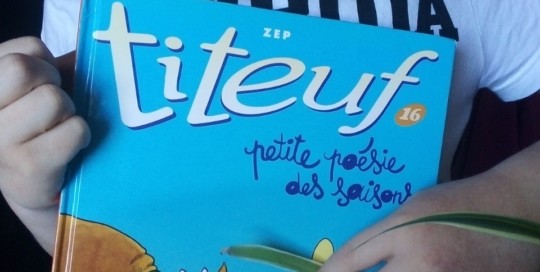 ZEP
titeuf
16
petite poésie
des saisons